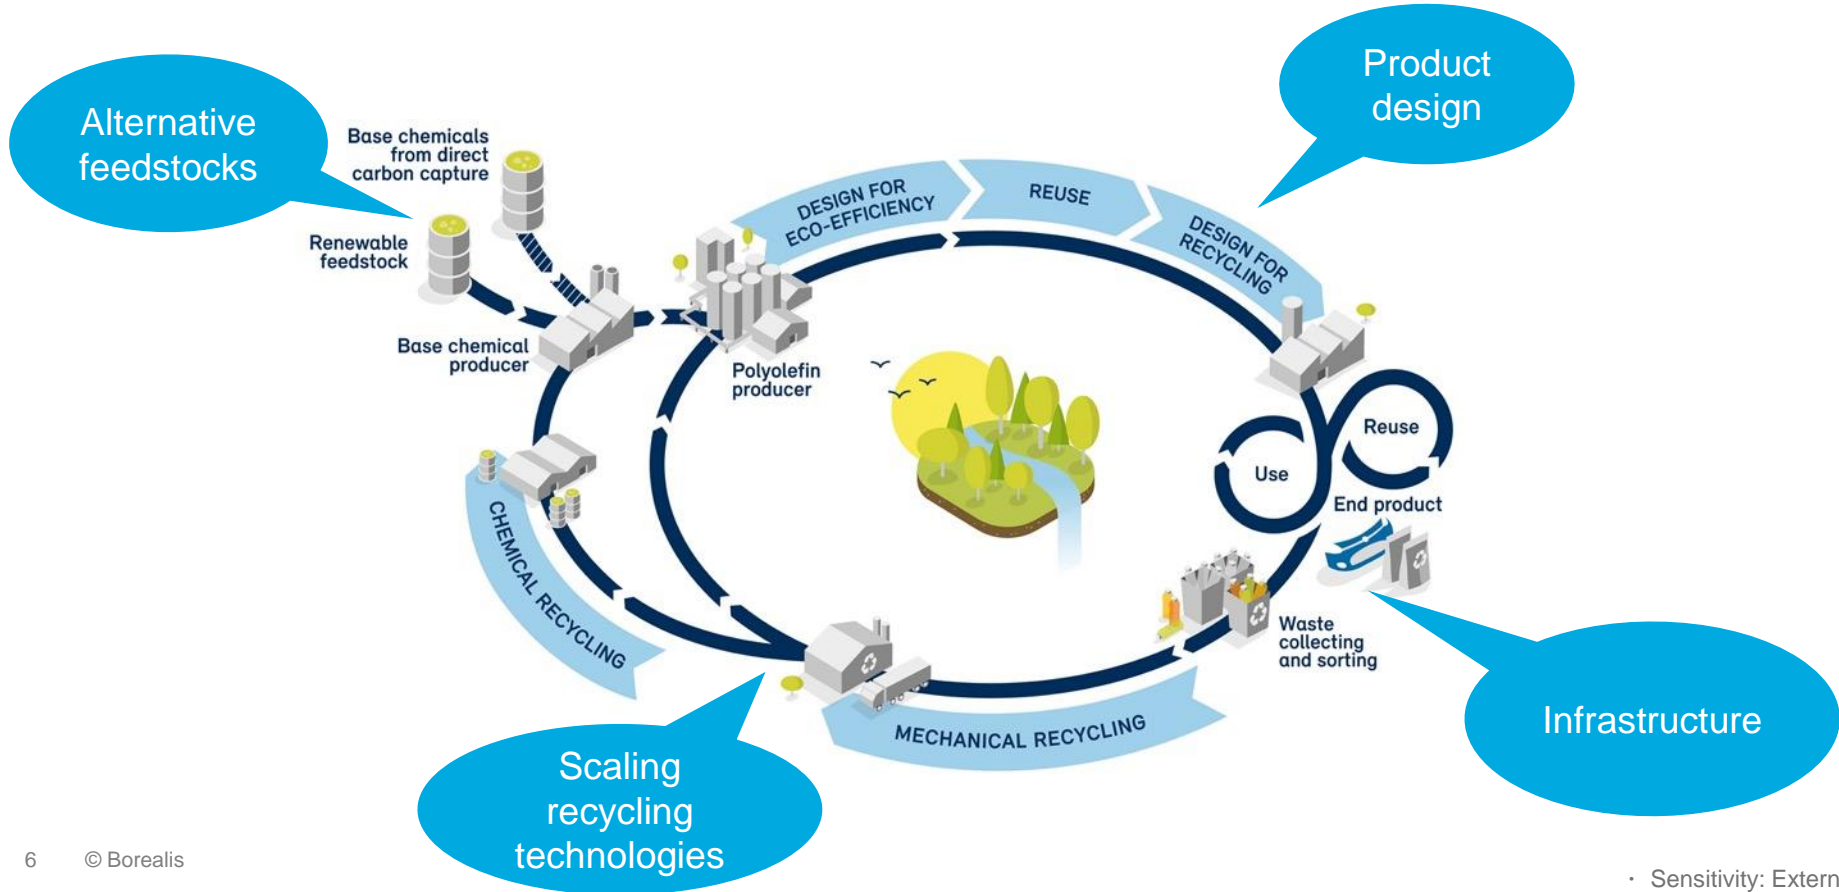 Alternative
feedstocks
Base chemicals
from direct
carbon capture
Renewable
feedstock
Base chemical
producer
Polyolefin
producer
DESIGN FOR
ECO-EFFICIENCY
REUSE
DESIGN FOR
RECYCLING
Product
design
Use
Reuse
End product
Waste
collecting
and sorting
Infrastructure
MECHANICAL RECYCLING
CHEMICAL RECYCLING
Scaling
recycling
technologies
6 © Borealis
· Sensitivity: Extern